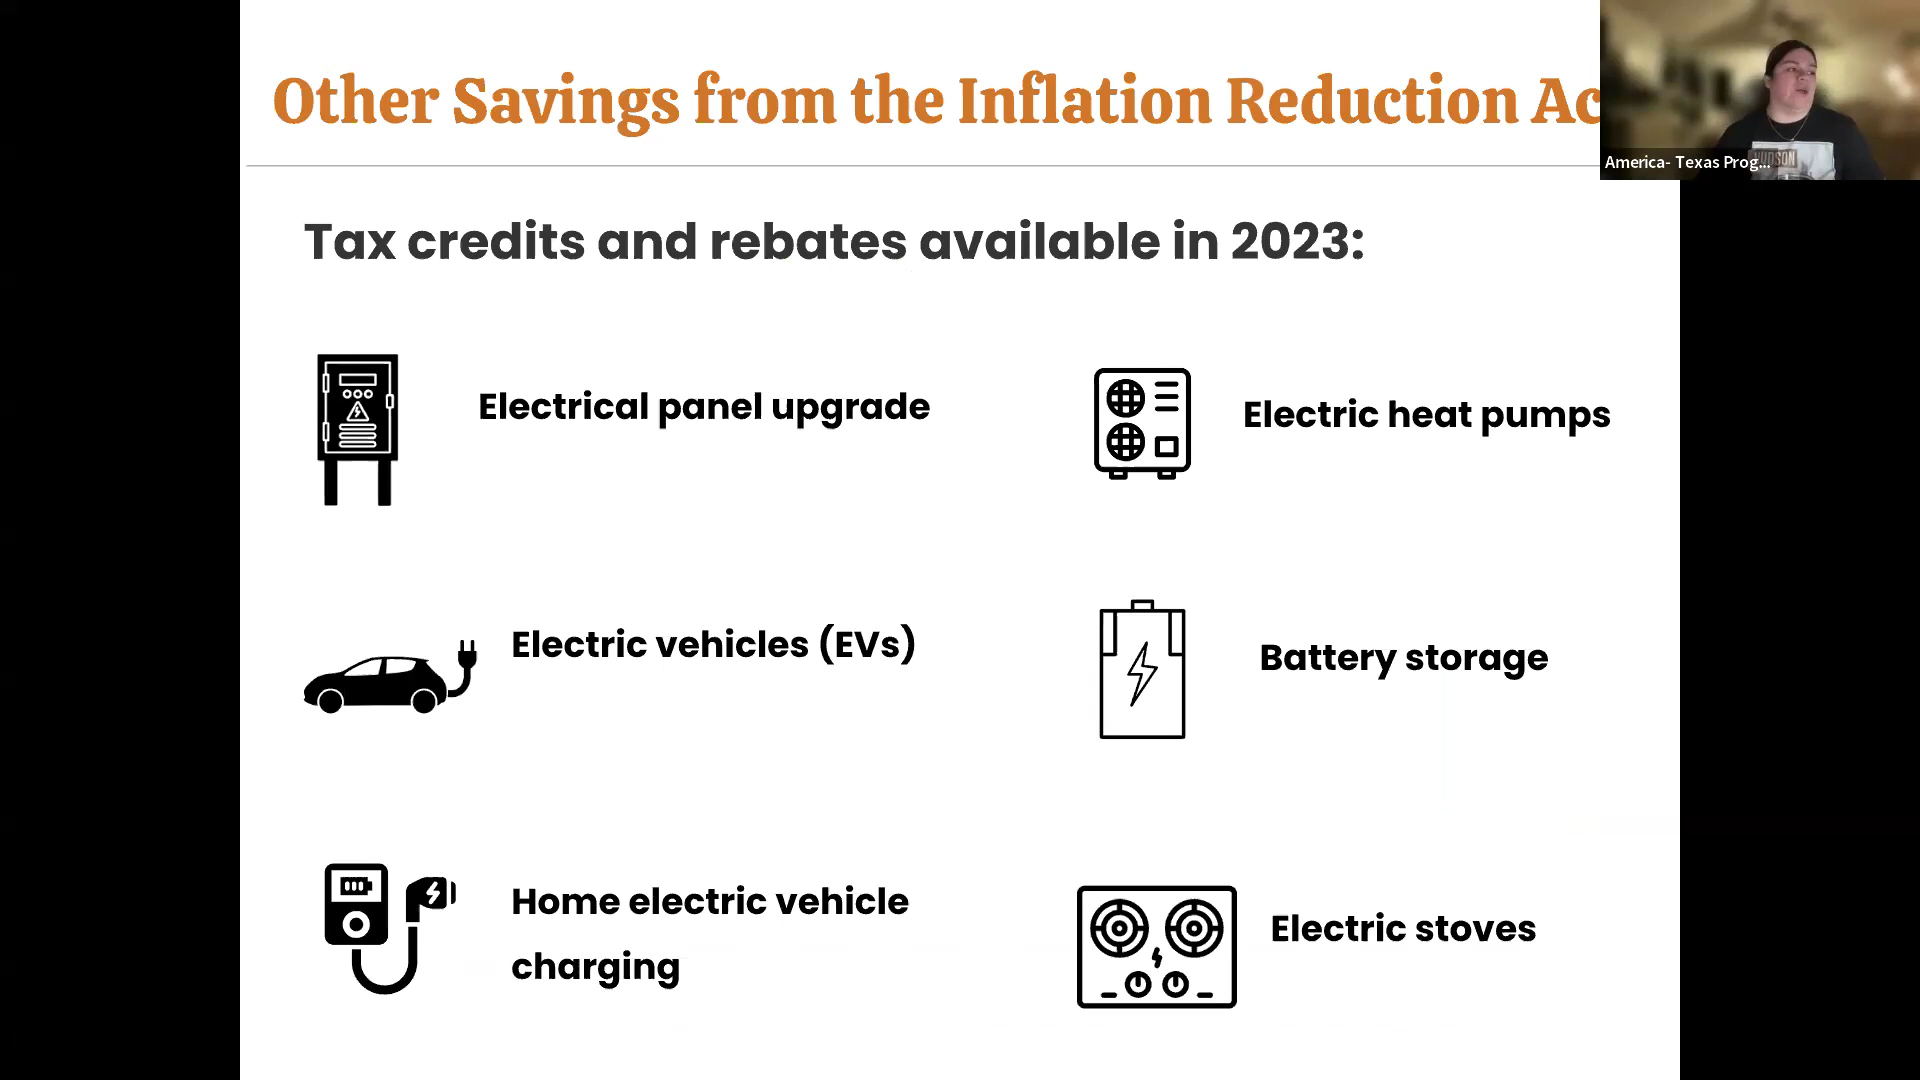 Other Savings from the Inflation Reduction Ac
America- Texas Prog...
HUDSON
Tax credits and rebates available in 2023:
Electrical panel upgrade
Electric heat pumps
Electric vehicles (EVs)
Battery storage
Home electric vehicle
charging
Electric stoves